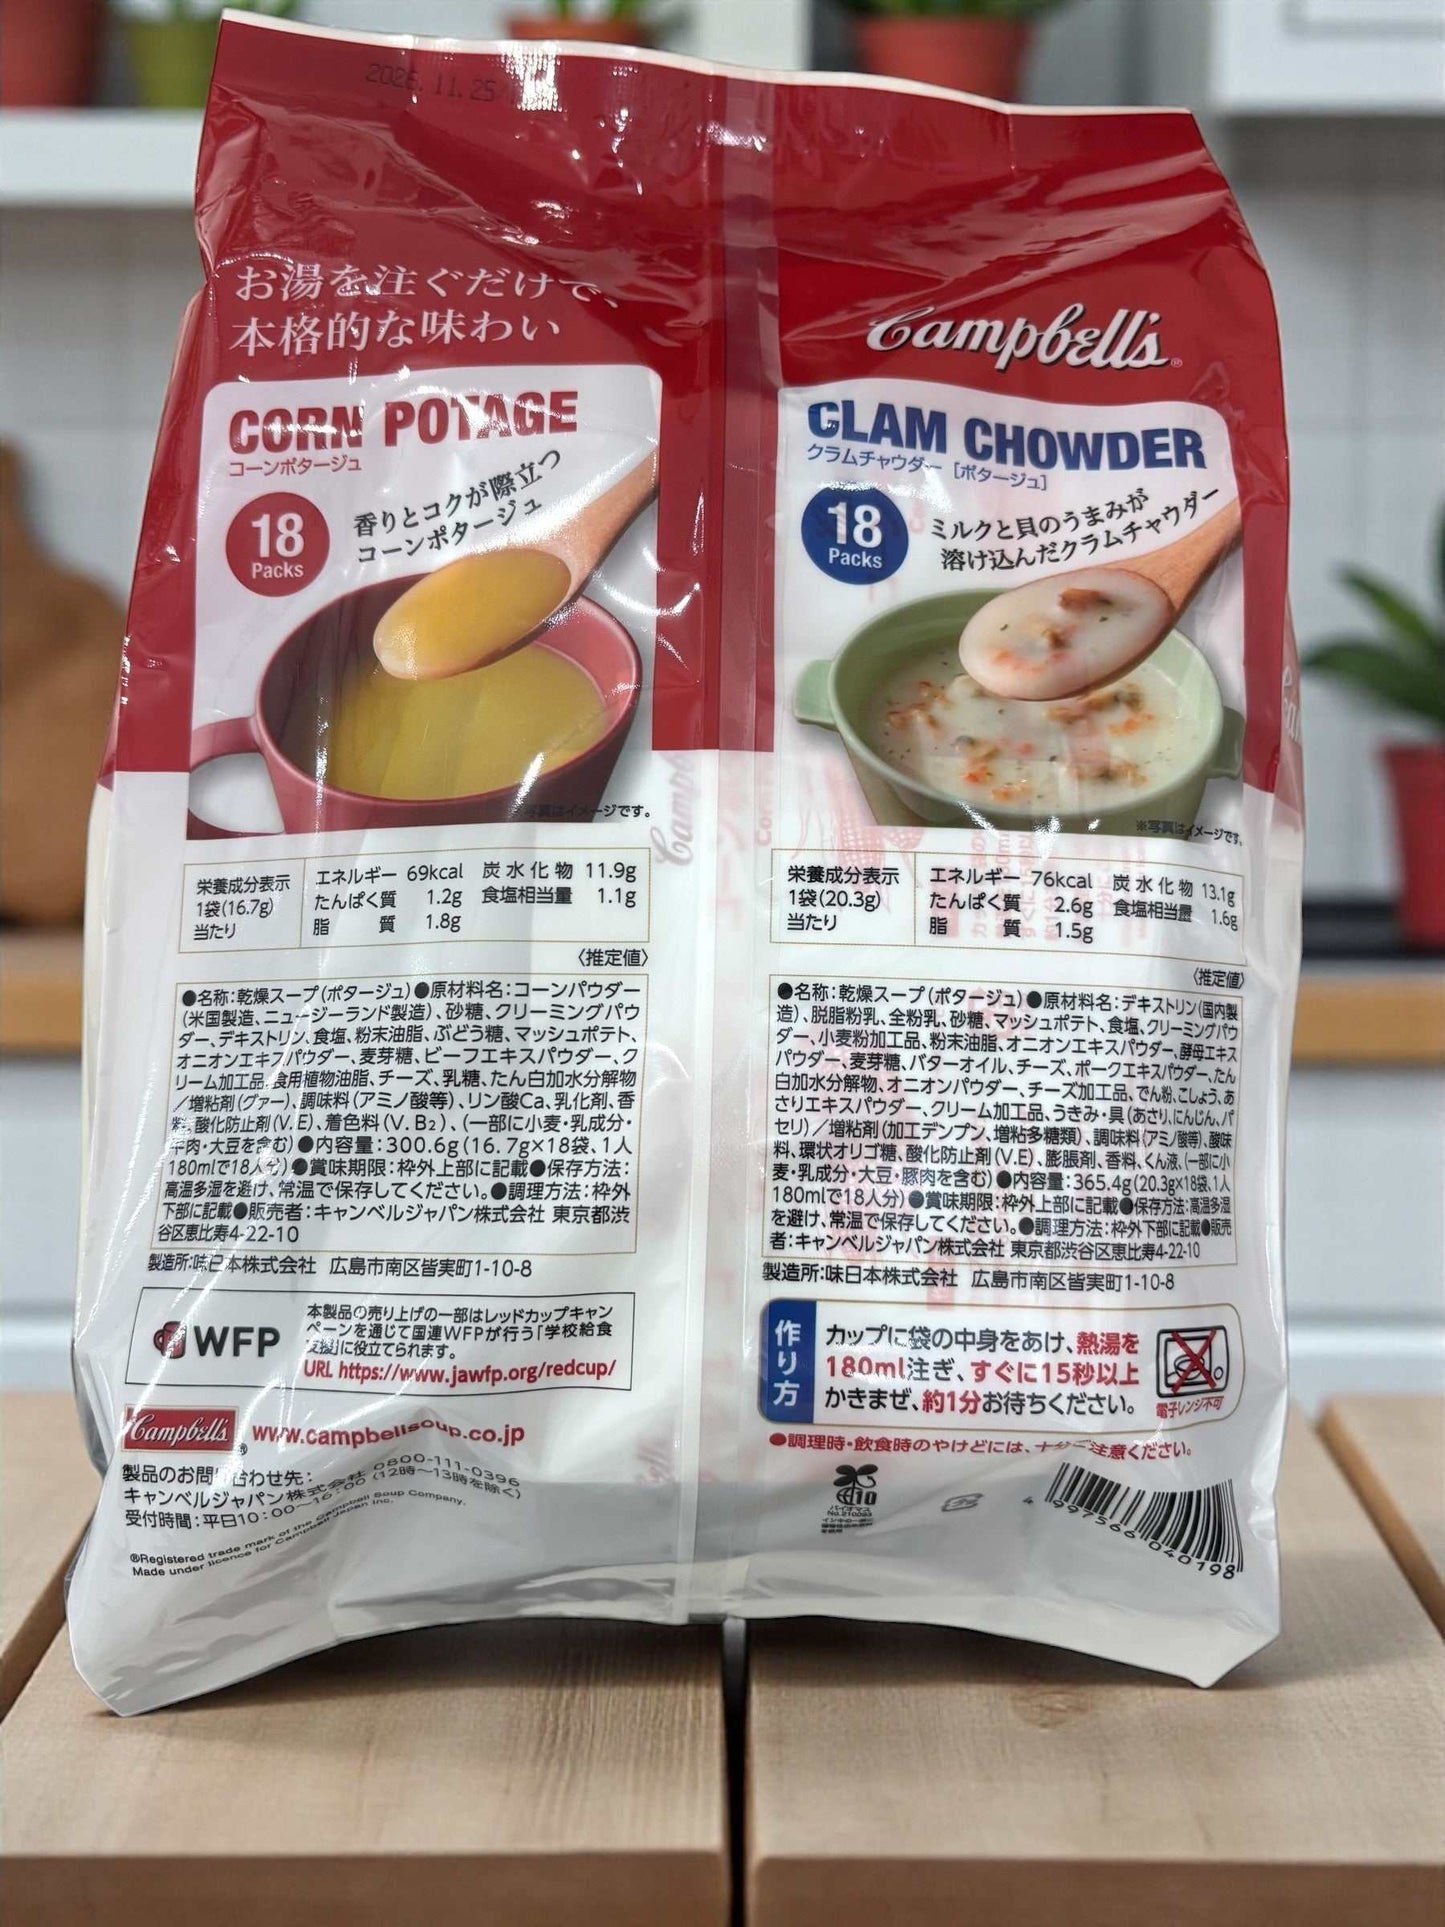 11.25
お湯を注ぐだけで、
本格的な味わい
CORN POTAGE
コーンポタージュ
18
Packs
香りとコクが際立つ
コーンポタージュ
写真はイメージです。
栄養成分表示
1袋(16.7g)
当たり
エネルギー 69kcal 炭水化物 11.9g
たんぱく質 1.2g 食塩相当量 1.1g
脂質 1.8g
〈推定値〉
●名称:乾燥スープ(ポタージュ)●原材料名:コーンパウダー
(米国製造、ニュージーランド製造)、砂糖、クリーミングパウ
ダー、デキストリン、食塩、粉末油脂、ぶどう糖、マッシュポテト、
オニオンエキスパウダー、麦芽糖、ビーフエキスパウダー、ク
リーム加工品、食用植物油脂、チーズ、乳糖、たん白加水分解物
/増粘剤(グァー)、調味料(アミノ酸等)、リン酸Ca、乳化剤、香
料、酸化防止剤(V.E)、着色料(V.B₂)、(一部に小麦・乳成分・
牛肉・大豆を含む)●内容量:300.6g(16.7g×18袋、1人
180mlで18人分)●賞味期限:枠外上部に記載●保存方法:
高温多湿を避け、常温で保存してください。●調理方法:枠外
下部に記載●販売者:キャンベルジャパン株式会社 東京都渋
谷区恵比寿4-22-10
製造所:味日本株式会社 広島市南区皆実町1-10-8
WFP
本製品の売り上げの一部はレッドカップキャン
ペーンを通じて国連WFPが行う「学校給食
支援」に役立てられます。
URL https://www.jawfp.org/redcup/
Campbell's® www.campbellsoup.co.jp
製品のお問い合わせ先:
キャンベルジャパン株式会社 0800-111-0396
受付時間:平日10:00~16:00(12時~13時を除く)
®Registered trade mark of the Campbell Soup Company.
Made under licence for Campbell Japan Inc.
Campbell's®
CLAM CHOWDER
クラムチャウダー [ポタージュ]
18
Packs
ミルクと貝のうまみが
溶け込んだクラムチャウダー
※写真はイメージです。
栄養成分表示
1袋(20.3g)
当たり
エネルギー 76kcal 炭水化物 13.1g
たんぱく質 2.6g 食塩相当量 1.6g
脂質 1.5g
〈推定値〉
●名称:乾燥スープ(ポタージュ)●原材料名:デキストリン(国内製
造)、脱脂粉乳、全粉乳、砂糖、マッシュポテト、食塩、クリーミングパウ
ダー、小麦粉加工品、粉末油脂、オニオンエキスパウダー、酵母エキス
パウダー、麦芽糖、バターオイル、チーズ、ポークエキスパウダー、たん
白加水分解物、オニオンパウダー、チーズ加工品、でん粉、こしょう、あ
さりエキスパウダー、クリーム加工品、うきみ・具(あさり、にんじん、パ
セリ)/増粘剤(加工デンプン、増粘多糖類)、調味料(アミノ酸等)、酸味
料、環状オリゴ糖、酸化防止剤(V.E)、膨脹剤、香料、くん液、(一部に小
麦・乳成分・大豆・豚肉を含む)●内容量:365.4g(20.3g×18袋、1人
180mlで18人分)●賞味期限:枠外上部に記載●保存方法:高温多湿
を避け、常温で保存してください。●調理方法:枠外下部に記載●販売
者:キャンベルジャパン株式会社 東京都渋谷区恵比寿4-22-10
製造所:味日本株式会社 広島市南区皆実町1-10-8
作り方
カップに袋の中身をあけ、熱湯を
180ml注ぎ、すぐに15秒以上
かきまぜ、約1分お待ちください。
電子レンジ不可
●調理時・飲食時のやけどには、十分ご注意ください。
10
バイオマス
No.210093
4 997566 040198